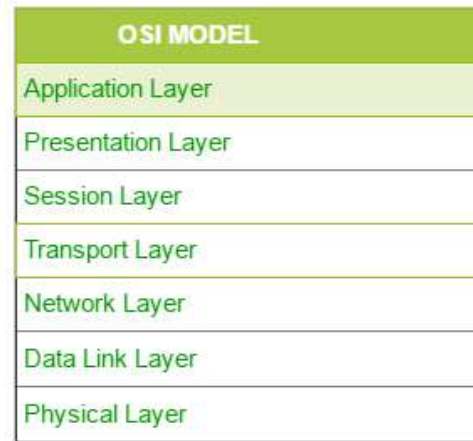 OSI MODEL
Application Layer
Presentation Layer
Session Layer
Transport Layer
Network Layer
Data Link Layer
Physical Layer